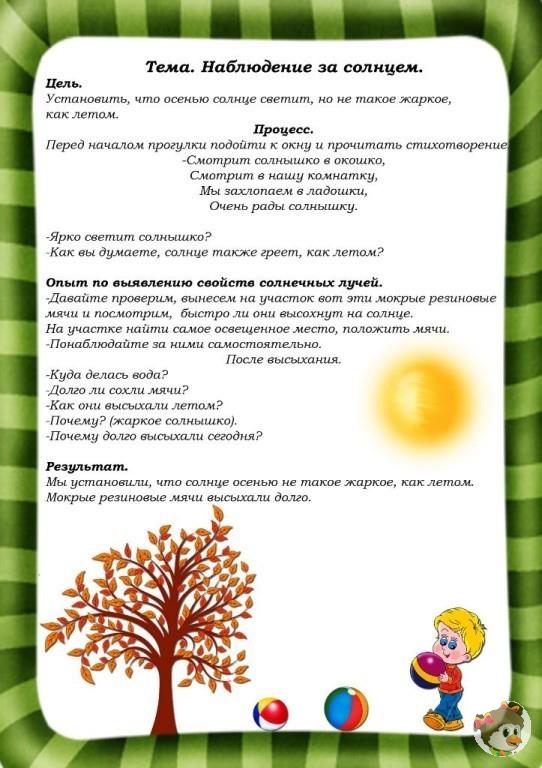 Тема. Наблюдение за солнцем.
Цель.
Установить, что осенью солнце светит, но не такое жаркое,
как летом.
Процесс.
Перед началом прогулки подойти к окну и прочитать стихотворение
-Смотрит солнышко в окошко,
Смотрит в нашу комнатку,
Мы захлопаем в ладошки,
Очень рады солнышку.
-Ярко светит солнышко?
-Как вы думаете, солнце также греет, как летом?
Опыт по выявлению свойств солнечных лучей.
-Давайте проверим, вынесем на участок вот эти мокрые резиновые
мячи и посмотрим, быстро ли они высохнут на солнце.
На участке найти самое освещенное место, положить мячи.
-Понаблюдайте за ними самостоятельно.
После высыхания.
-Куда делась вода?
-Долго ли сохли мячи?
-Как они высыхали летом?
-Почему? (жаркое солнышко).
-Почему долго высыхали сегодня?
Результат.
Мы установили, что солнце осенью не такое жаркое, как летом.
Мокрые резиновые мячи высыхали долго.